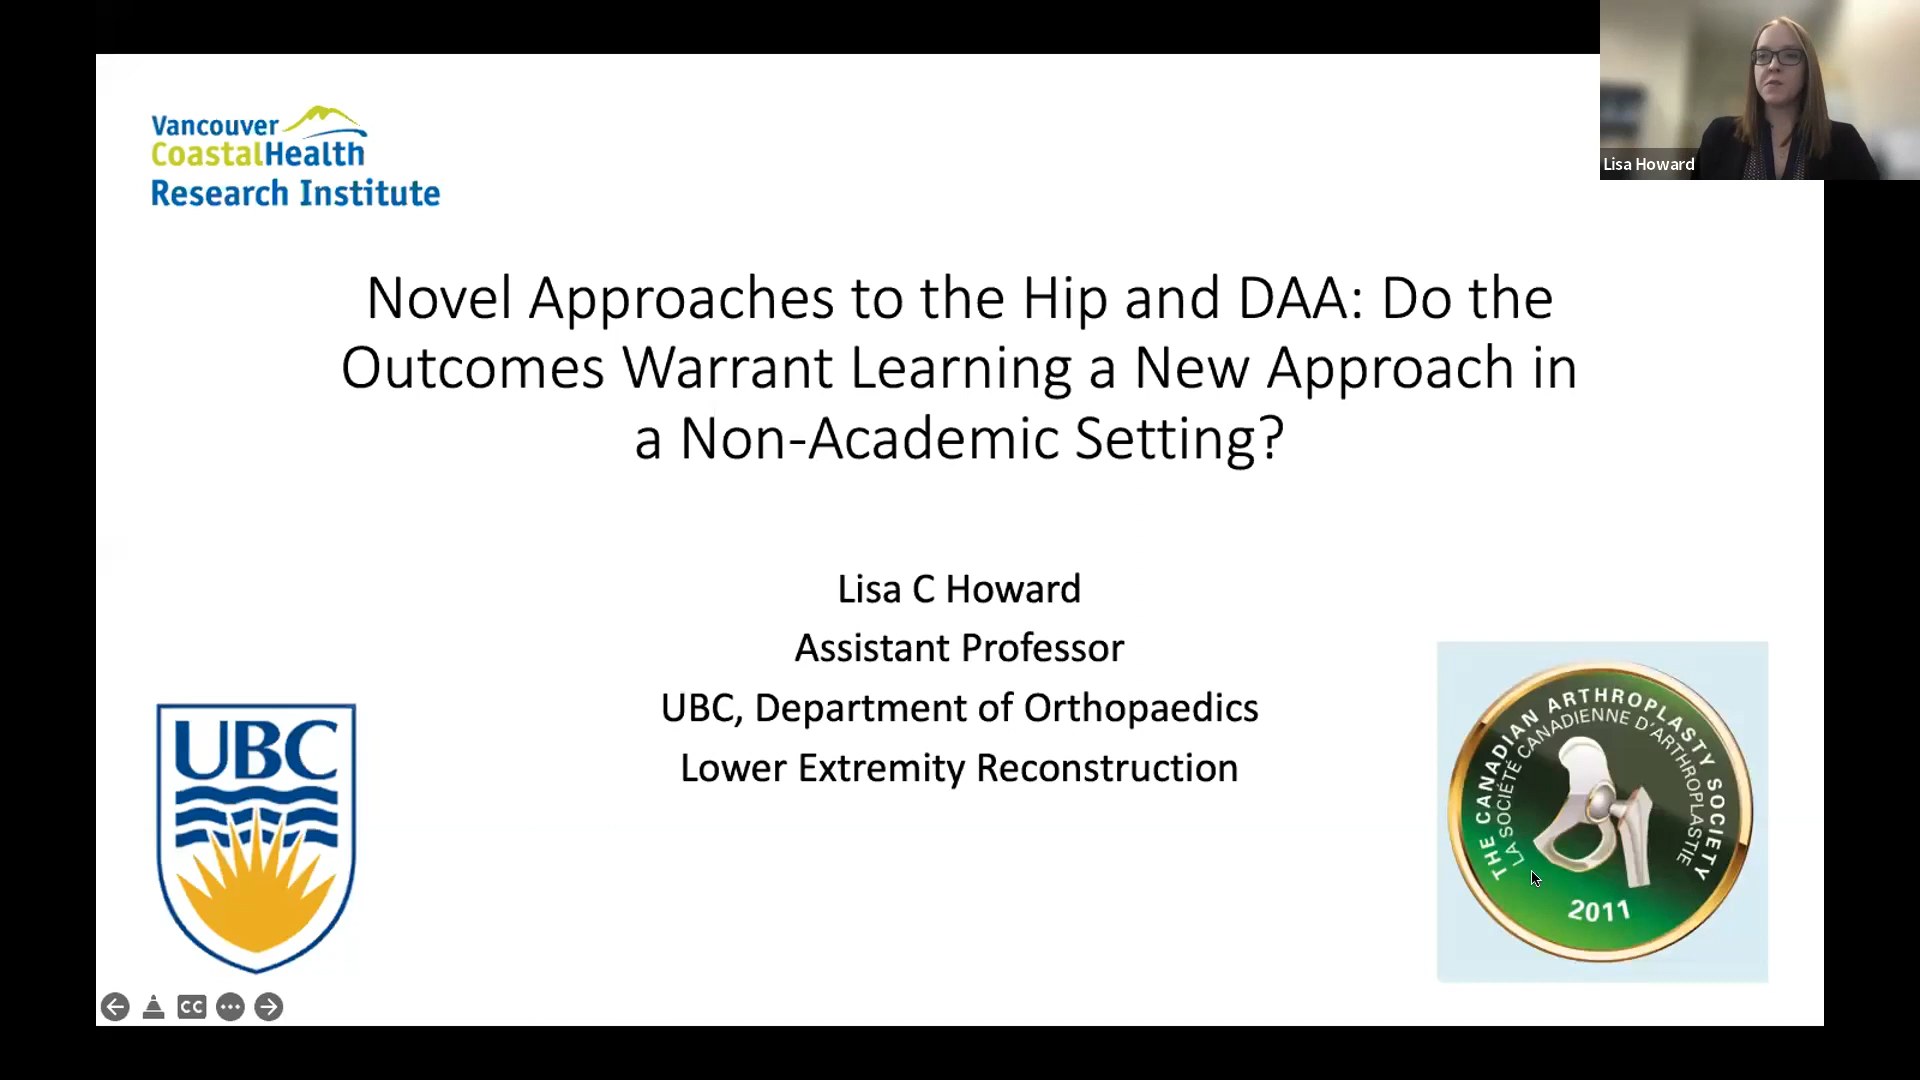 Vancouver
CoastalHealth
Research Institute
Lisa Howard
Novel Approaches to the Hip and DAA: Do the
Outcomes Warrant Learning a New Approach in
a Non-Academic Setting?
Lisa C Howard
Assistant Professor
UBC, Department of Orthopaedics
Lower Extremity Reconstruction
UBC
THE CANADIAN ARTHROPLASTY SOCIETY
LA SOCIÉTÉ CANADIENNE D'ARTHROPLASTIE
2011
CC